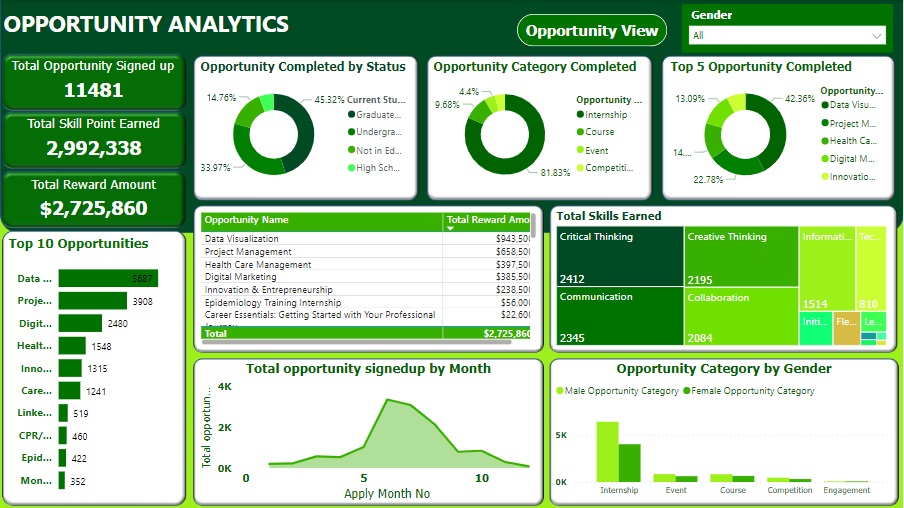 OPPORTUNITY ANALYTICS
Opportunity View
Gender
All
Total Opportunity Signed up
11481
Total Skill Point Earned
2,992,338
Total Reward Amount
$2,725,860
Opportunity Completed by Status
14.76%
45.32%
33.97%
Current Stu...
Graduate...
Undergra...
Not in Ed...
High Sch...
Opportunity Category Completed
4.4%
9.68%
81.83%
Opportunity ...
Internship
Course
Event
Competiti...
Top 5 Opportunity Completed
13.09%
42.36%
14....
22.78%
Opportunity...
Data Visu...
Project M...
Health Ca...
Digital M...
Innovatio...
Top 10 Opportunities
Data ... 5687
Proje... 3908
Digit... 2480
Healt... 1548
Inno... 1315
Care... 1241
Linke... 519
CPR/... 460
Epid... 422
Mon... 352
Opportunity Name Total Reward Amo
Data Visualization $943,50
Project Management $658,50
Health Care Management $397,50
Digital Marketing $385,50
Innovation & Entrepreneurship $238,50
Epidemiology Training Internship $56,00
Career Essentials: Getting Started with Your Professional $22,60
Total $2,725,860
Total Skills Earned
Critical Thinking
2412
Communication
2345
Creative Thinking
2195
Collaboration
2084
Informati...
1514
Tec...
810
Initi...
Fle...
Le...
Total opportunity signedup by Month
Total opportun...
4K
2K
0K
0 5 10
Apply Month No
Opportunity Category by Gender
Male Opportunity Category Female Opportunity Category
5K
0K
Internship Event Course Competition Engagement